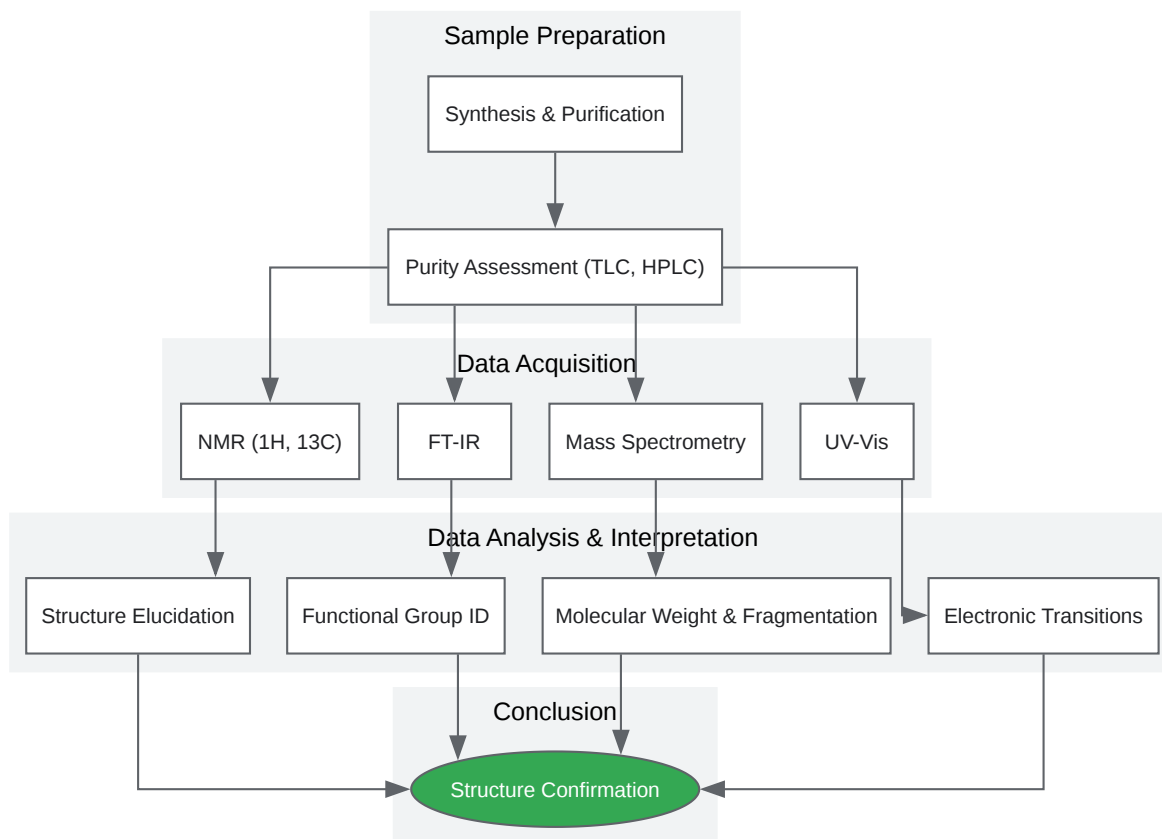 Sample Preparation
Synthesis & Purification
Purity Assessment (TLC, HPLC)
Data Acquisition
NMR (1H, 13C)
FT-IR
Mass Spectrometry
UV-Vis
Data Analysis & Interpretation
Structure Elucidation
Functional Group ID
Molecular Weight & Fragmentation
Electronic Transitions
Conclusion
Structure Confirmation